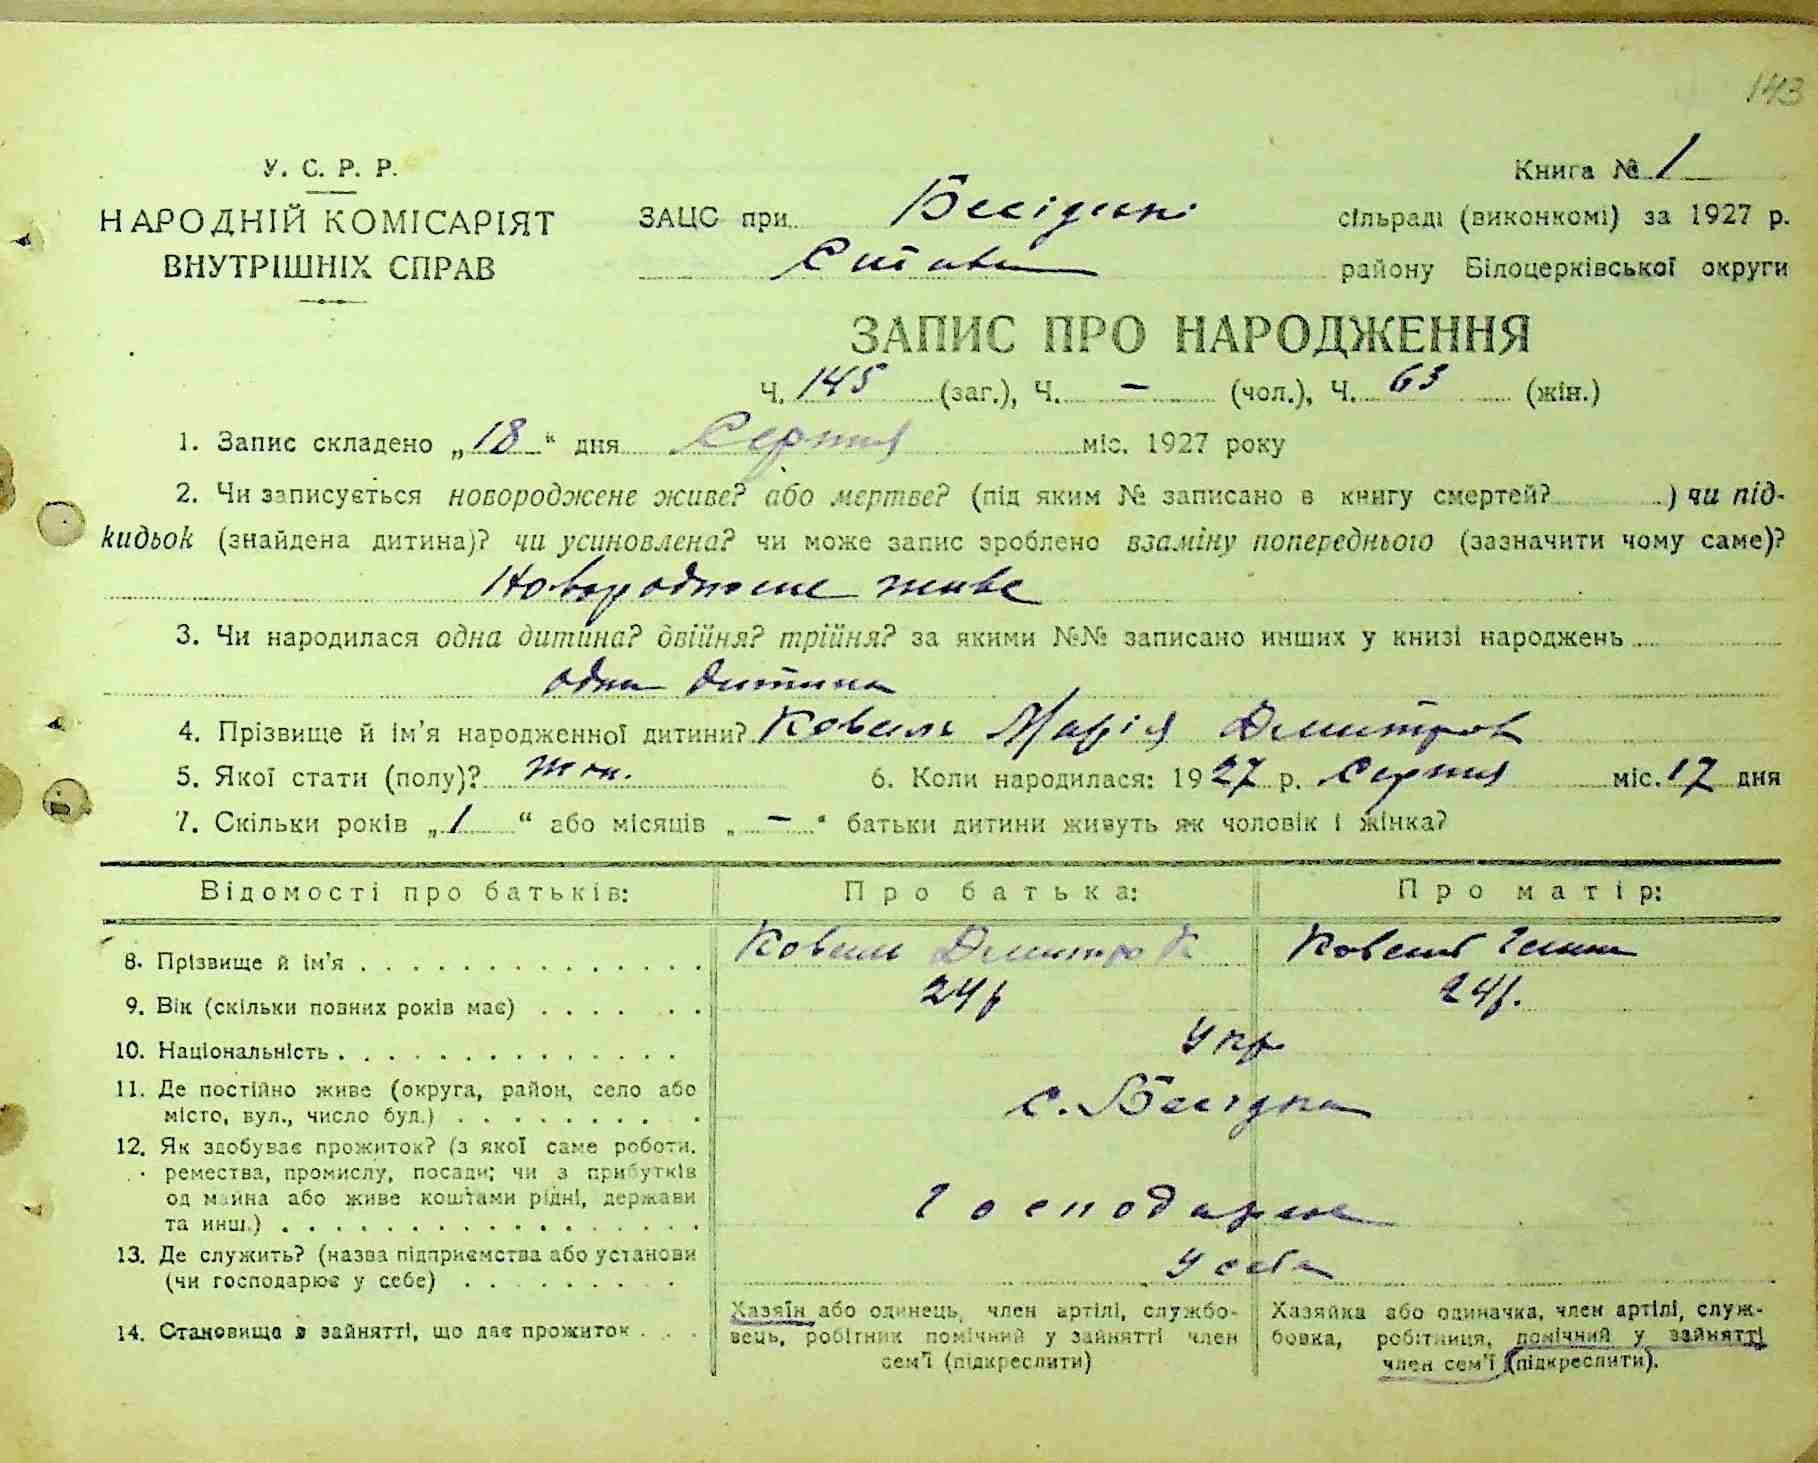 143
У. С. Р. Р.
НАРОДНІЙ КОМІСАРІЯТ
ВНУТРІШНІХ СПРАВ
Книга № 1
ЗАЦС при Бесідській сільраді (виконкомі) за 1927 р.
Стави району Білоцерківської округи
ЗАПИС ПРО НАРОДЖЕННЯ
Ч. 145 (заг.), Ч. — (чол.), Ч. 63 (жін.)
1. Запис складено „18“ дня Серпня міс. 1927 року
2. Чи записується новороджене живе? або мертве? (під яким № записано в книгу смертей? ) чи під-
кидьок (знайдена дитина)? чи усиновлена? чи може запис зроблено взаміну попереднього (зазначити чому саме)?
Новороджене живе
3. Чи народилася одна дитина? двійня? трійня? за якими №№ записано инших у книзі народжень
одна дитина
4. Прізвище й ім'я народженної дитини? Коваль Марія Дмитров
5. Якої стати (полу)? жін. 6. Коли народилася: 1927 р. Серпня міс. 17 дня
7. Скільки років „1“ або місяців „—“ батьки дитини живуть як чоловік і жінка?
Відомості про батьків: Про батька: Про матір:
8. Прізвище й ім'я Коваль Дмитро К Коваль
9. Вік (скільки повних років має) 24 р 24 р.
10. Національність Укр
11. Де постійно живе (округа, район, село або
місто, вул., число буд.) с. Бесідка
12. Як здобуває прожиток? (з якої саме роботи,
ремества, промислу, посади; чи з прибутків
од майна або живе коштами рідні, держави
та инш.) Господарює
13. Де служить? (назва підприємства або установи
(чи господарює у себе) У себе
14. Становище в зайнятті, що дає прожиток
Хазяїн або одинець, член артілі, службо-
вець, робітник помічний у зайнятті член
сем'ї (підкреслити)
Хазяйка або одиначка, член артілі, служ-
бовка, робітниця, помічний у зайнятті
член сем'ї (підкреслити).